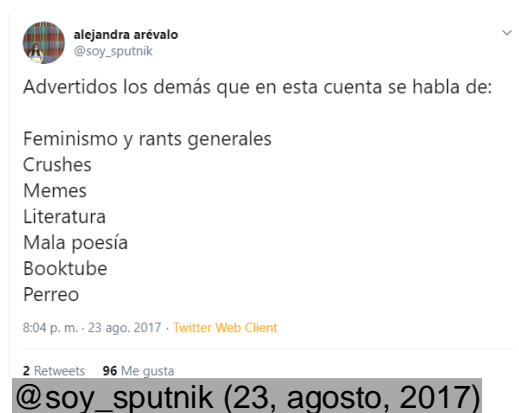 alejandra arévalo
@soy_sputnik
Advertidos los demás que en esta cuenta se habla de:
Feminismo y rants generales
Crushes
Memes
Literatura
Mala poesía
Booktube
Perreo
8:04 p. m. · 23 ago. 2017 · Twitter Web Client
2 Retweets 96 Me gusta
@soy_sputnik (23, agosto, 2017)